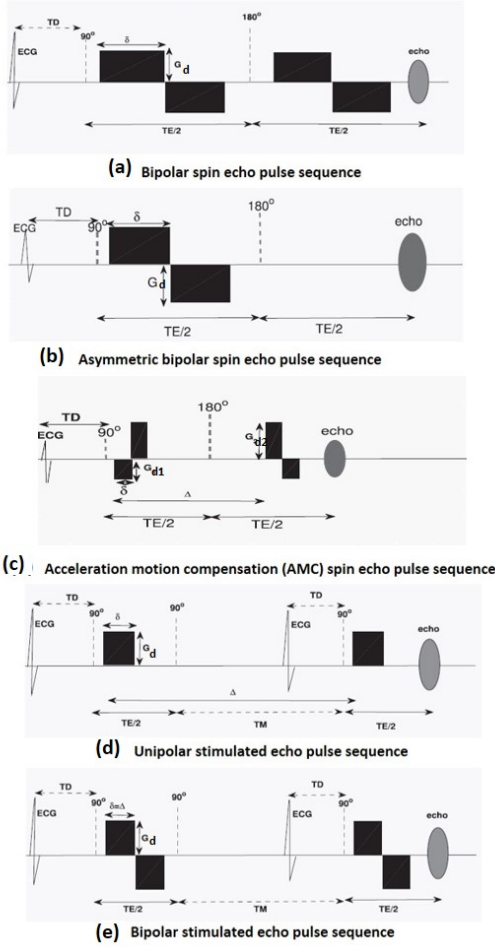 TD
180°
ECG
90°
δ
G d
echo
TE/2
TE/2
(a) Bipolar spin echo pulse sequence
TD
δ
180°
ECG
90°
echo
G d
TE/2
TE/2
(b) Asymmetric bipolar spin echo pulse sequence
TD
180°
ECG
90°
G d2
echo
G d1
δ
Δ
TE/2
TE/2
(c) Acceleration motion compensation (AMC) spin echo pulse sequence
TD
90°
δ
90°
TD
90°
echo
ECG
G d
ECG
Δ
TE/2
TM
TE/2
(d) Unipolar stimulated echo pulse sequence
TD
90°
δ=Δ
90°
TD
90°
echo
ECG
G d
ECG
TE/2
TM
TE/2
(e) Bipolar stimulated echo pulse sequence